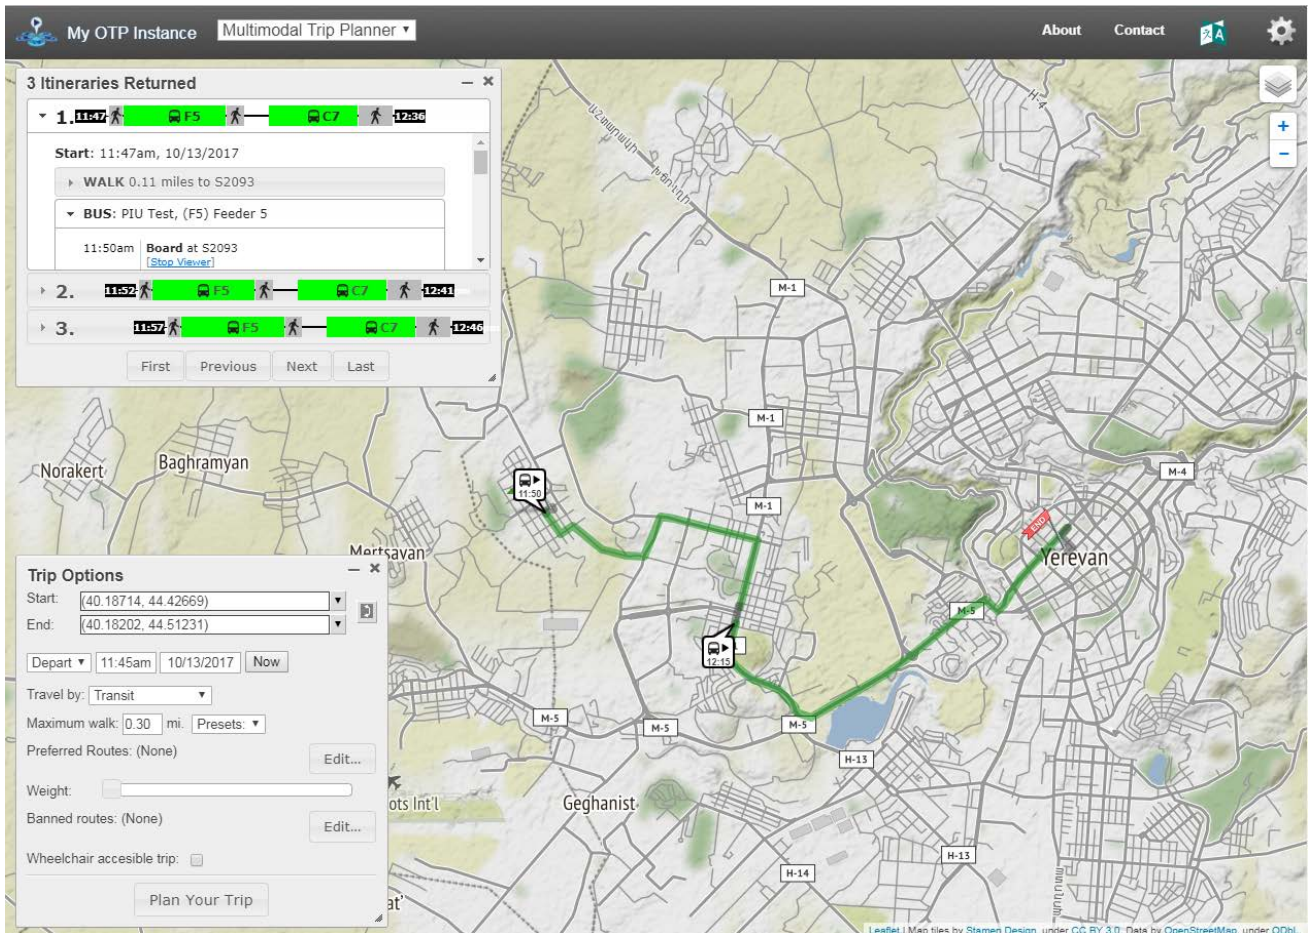 My OTP Instance
Multimodal Trip Planner
About
Contact
3 Itineraries Returned
1. 11:47 F5 C7 12:36
Start: 11:47am, 10/13/2017
WALK 0.11 miles to S2093
BUS: PIU Test, (F5) Feeder 5
11:50am Board at S2093
[Stop Viewer]
2. 11:52 F5 C7 12:41
3. 11:57 F5 C7 12:46
First Previous Next Last
Trip Options
Start: (40.18714, 44.42669)
End: (40.18202, 44.51231)
Depart 11:45am 10/13/2017 Now
Travel by: Transit
Maximum walk: 0.30 mi. Presets:
Preferred Routes: (None)
Edit...
Weight:
Banned routes: (None)
Edit...
Wheelchair accesible trip:
Plan Your Trip
H-4
Աշտարակի խճուղի
M-1
M-1
M-4
Norakert
Baghramyan
11:50
M-1
END
Yerevan
Mertsavan
M-5
12:15
M-5
M-5
M-5
H-13
ots Int'l
Geghanist
H-13
H-14
at'
Leaflet | Map tiles by Stamen Design, under CC BY 3.0. Data by OpenStreetMap, under ODbL.